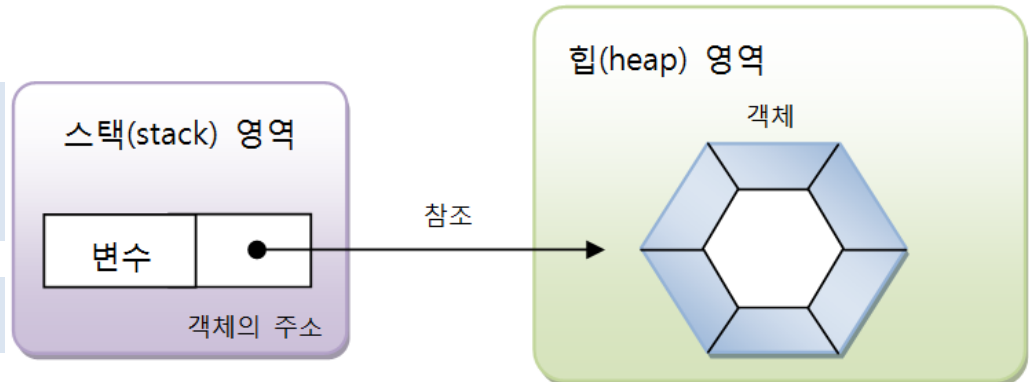 스택(stack) 영역
변수
객체의 주소
참조
힙(heap) 영역
객체